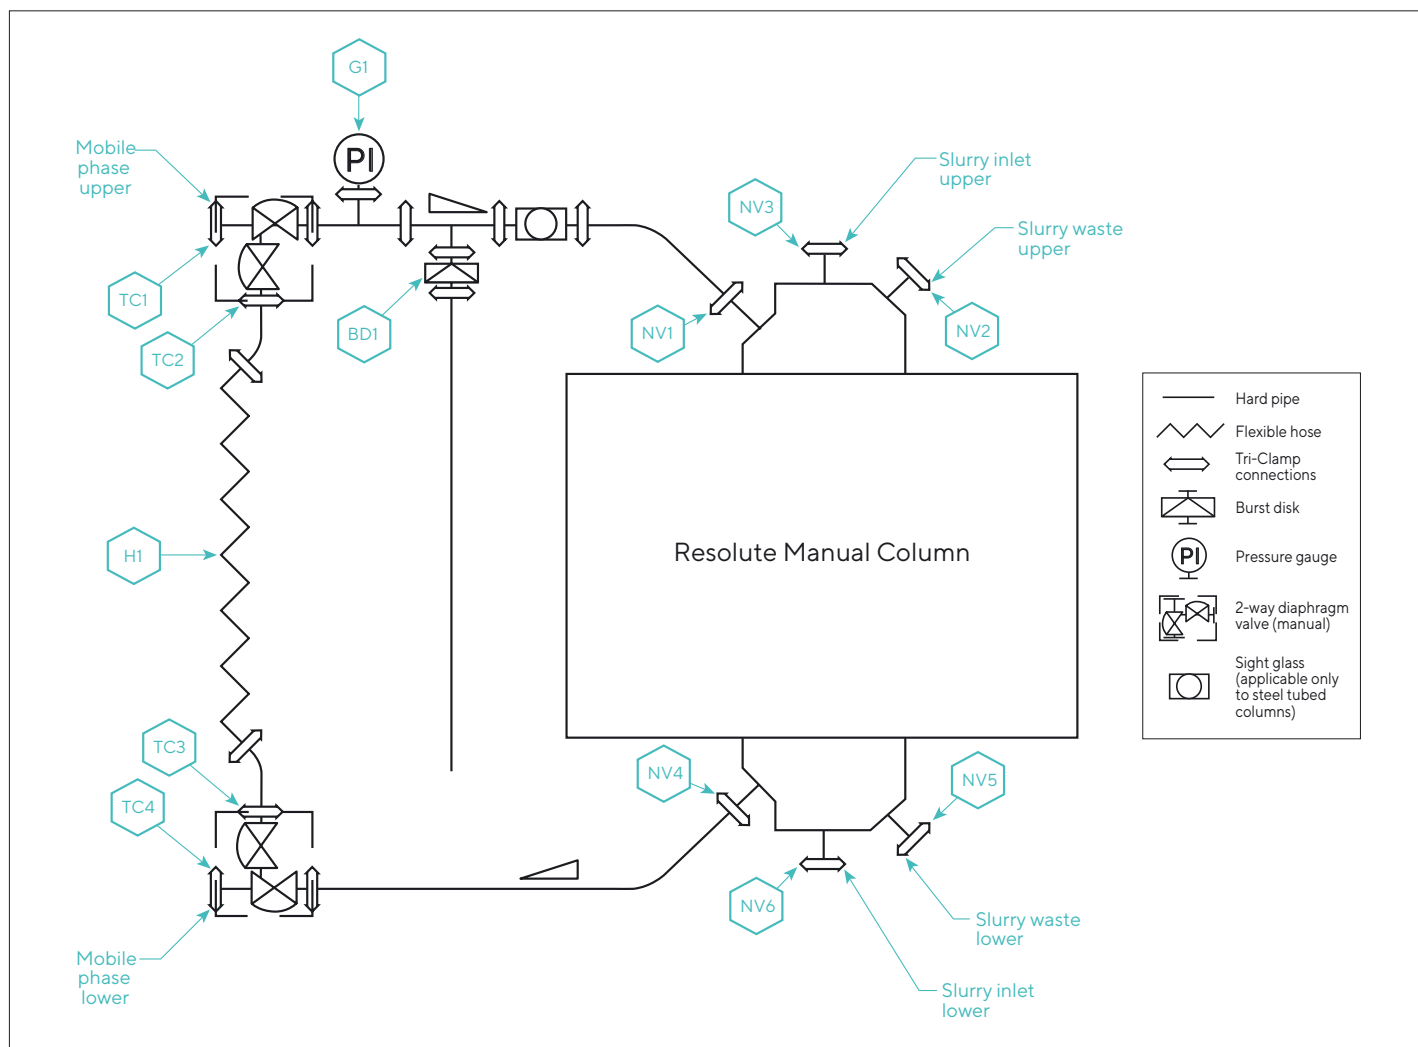 G1
PI
Mobile
phase
upper
Slurry inlet
upper
NV3
Slurry waste
upper
TC1
TC2
BD1
NV1
NV2
Hard pipe
Flexible hose
Tri-Clamp
connections
Burst disk
PI
Pressure gauge
2-way diaphragm
valve (manual)
Sight glass
(applicable only
to steel tubed
columns)
H1
Resolute Manual Column
TC3
TC4
NV4
NV5
NV6
Slurry waste
lower
Mobile
phase
lower
Slurry inlet
lower